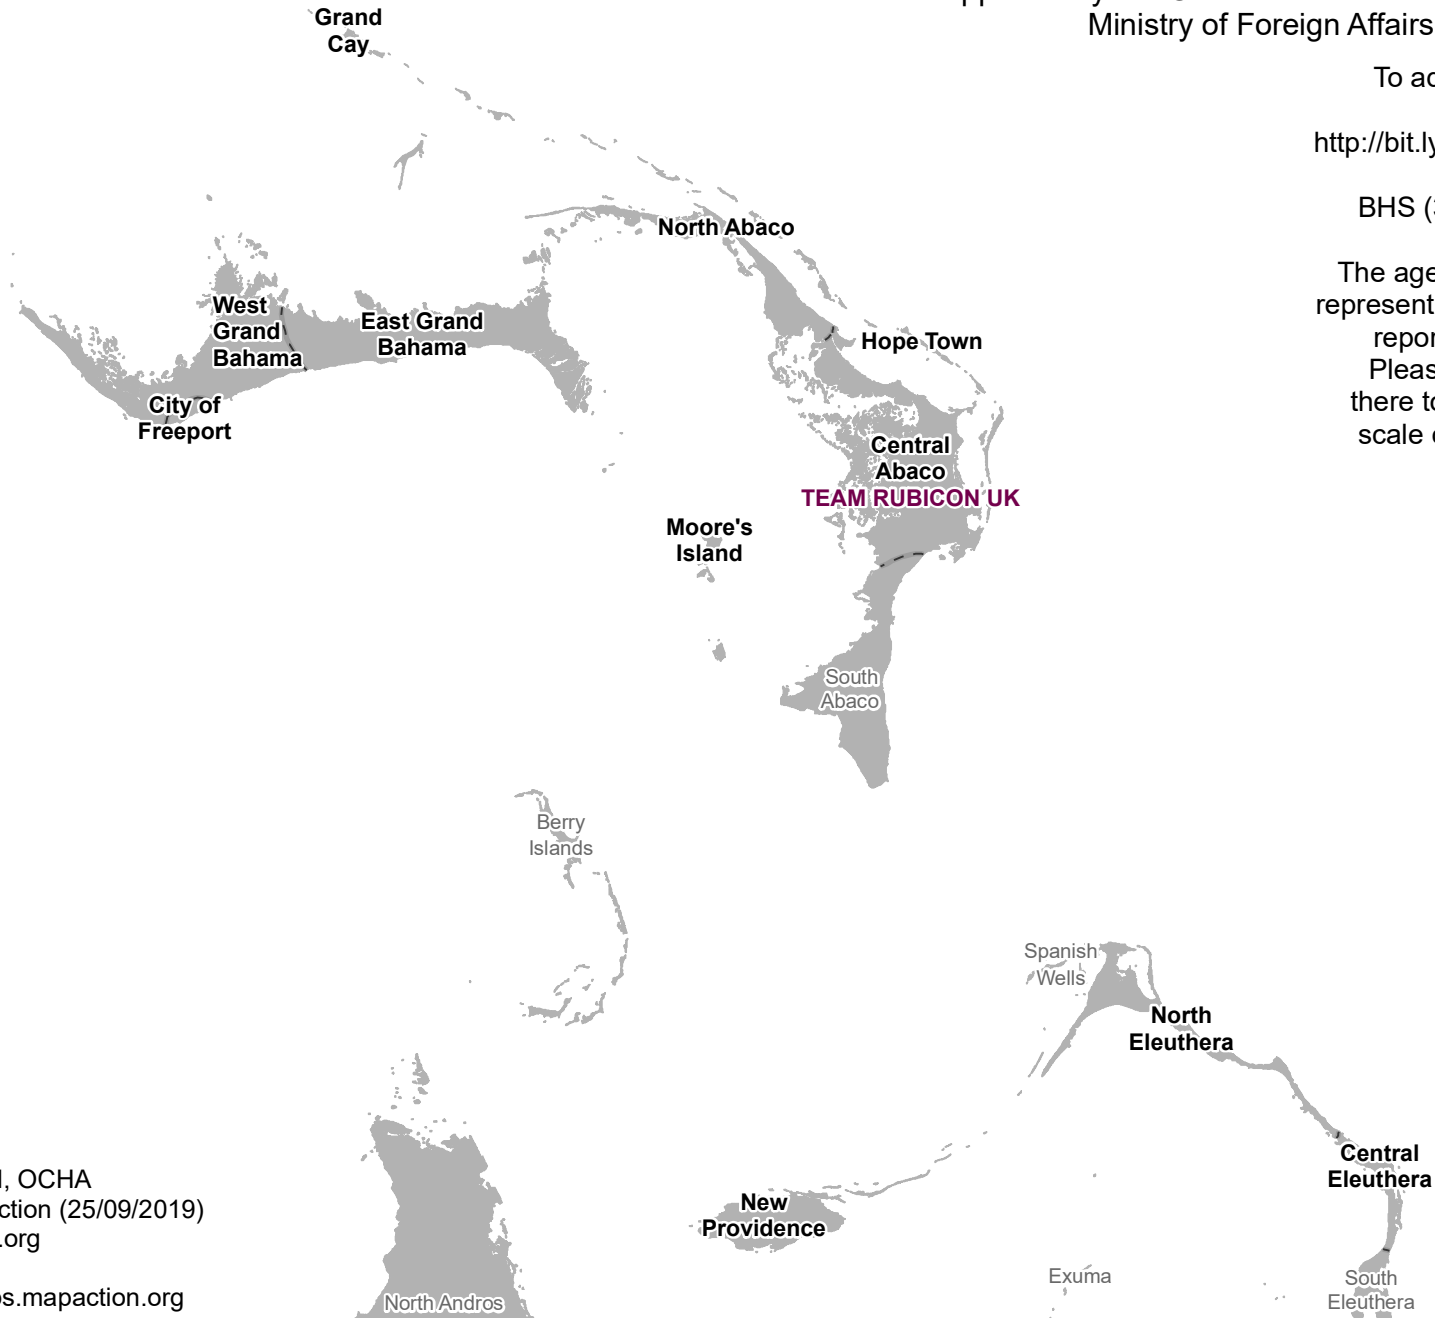 Ministry of Foreign Affairs
To ac
http://bit.ly
BHS (
The age
represent
repor
Pleas
there to
scale
Grand
Cay
North Abaco
West
Grand
Bahama
East Grand
Bahama
Hope Town
City of
Freeport
Central
Abaco
TEAM RUBICON UK
Moore's
Island
South
Abaco
Berry
Islands
Spanish
Wells
North
Eleuthera
Central
Eleuthera
New
Providence
Exuma
South
Eleuthera
North Andros
, OCHA
ction (25/09/2019)
.org
os.mapaction.org